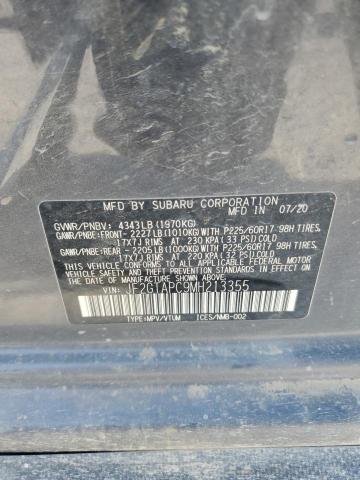 MFD BY SUBARU CORPORATION
MFD IN 07/20
GVWR/PNBV: 4343LB(1970KG)
GAWR/PNBE:FRONT- 2227LB(1010KG) WITH P225/60R17 98H TIRES,
17X7J RIMS AT 230 KPA(33 PSI)COLD
GAWR/PNBE:REAR - 2205LB(1000KG) WITH P225/60R17 98H TIRES,
17X7J RIMS AT 220 KPA(32 PSI)COLD
THIS VEHICLE CONFORMS TO ALL APPLICABLE FEDERAL MOTOR
VEHICLE SAFETY, BUMPER, AND THEFT PREVENTION STANDARDS
IN EFFECT ON THE DATE OF MANUFACTURE SHOWN ABOVE.
VIN: JF2GTAPC9MH213355
TYPE:MPV/VTUM ICES/NMB-002